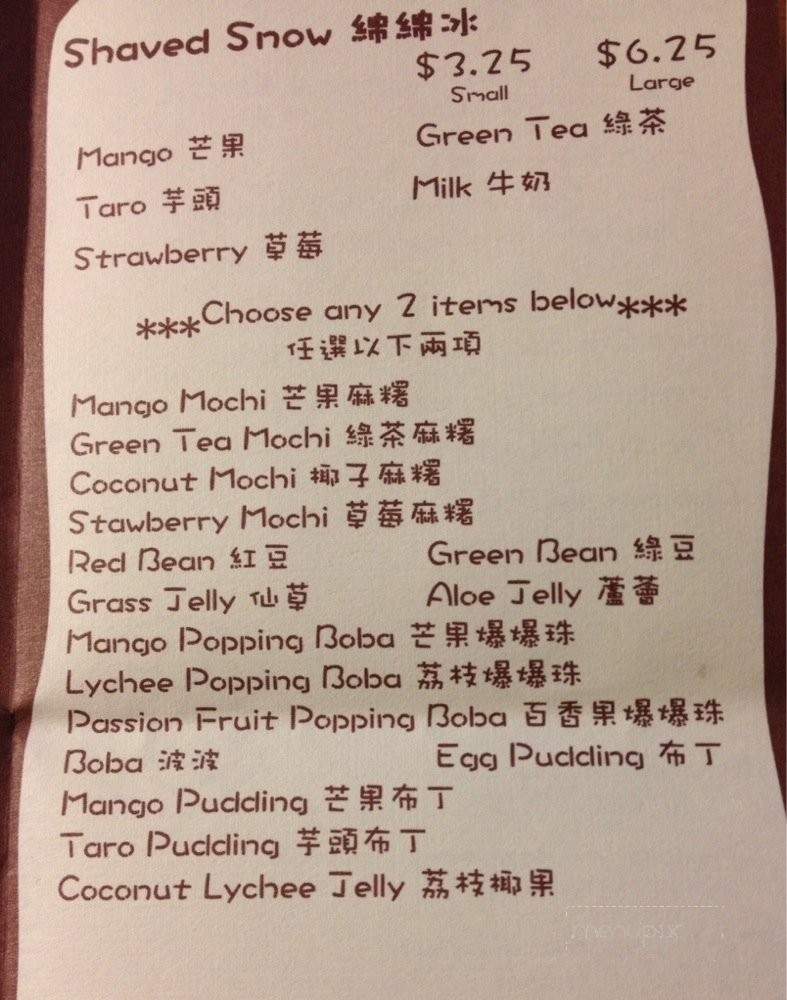 Shaved Snow 綿綿冰
$3.25 $6.25
Small Large
Mango 芒果 Green Tea 綠茶
Taro 芋頭 Milk 牛奶
Strawberry 草莓
***Choose any 2 items below***
任選以下兩項
Mango Mochi 芒果麻糬
Green Tea Mochi 綠茶麻糬
Coconut Mochi 椰子麻糬
Stawberry Mochi 草莓麻糬
Red Bean 紅豆 Green Bean 綠豆
Grass Jelly 仙草 Aloe Jelly 蘆薈
Mango Popping Boba 芒果爆爆珠
Lychee Popping Boba 荔枝爆爆珠
Passion Fruit Popping Boba 百香果爆爆珠
Boba 波波 Egg Pudding 布丁
Mango Pudding 芒果布丁
Taro Pudding 芋頭布丁
Coconut Lychee Jelly 荔枝椰果
menupix